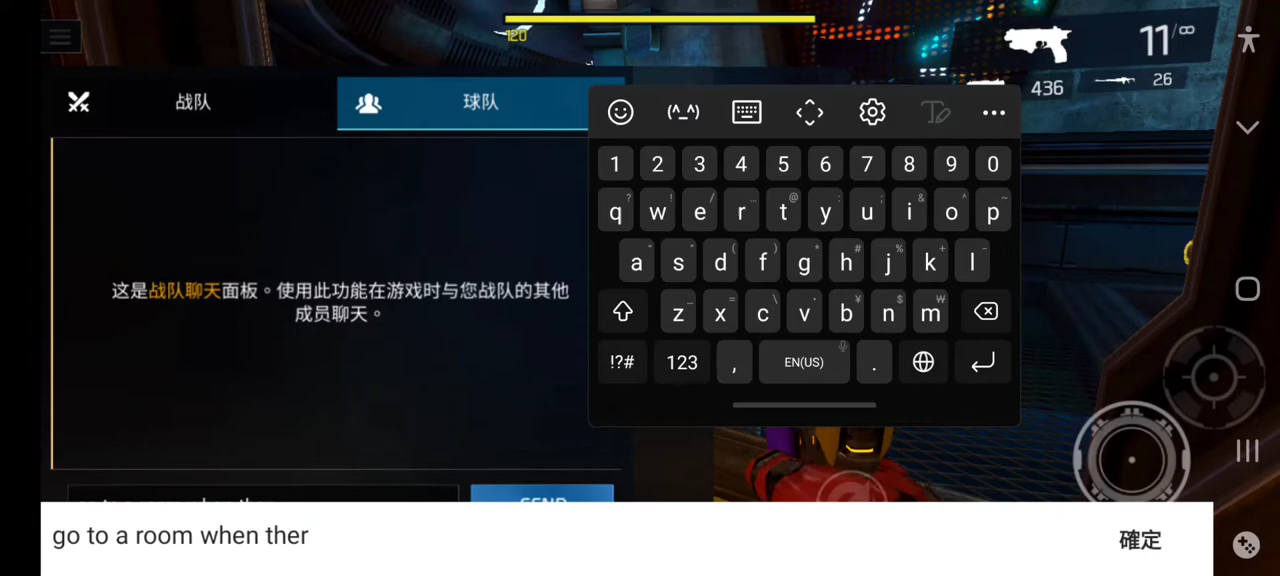 120
11/∞
436
26
战队
球队
这是战队聊天面板。使用此功能在游戏时与您战队的其他
成员聊天。
(^_^)
1 2 3 4 5 6 7 8 9 0
q w e r t y u i o p
a s d f g h j k l
z x c v b n m
!?# 123 , EN(US) .
SEND
go to a room when ther
確定